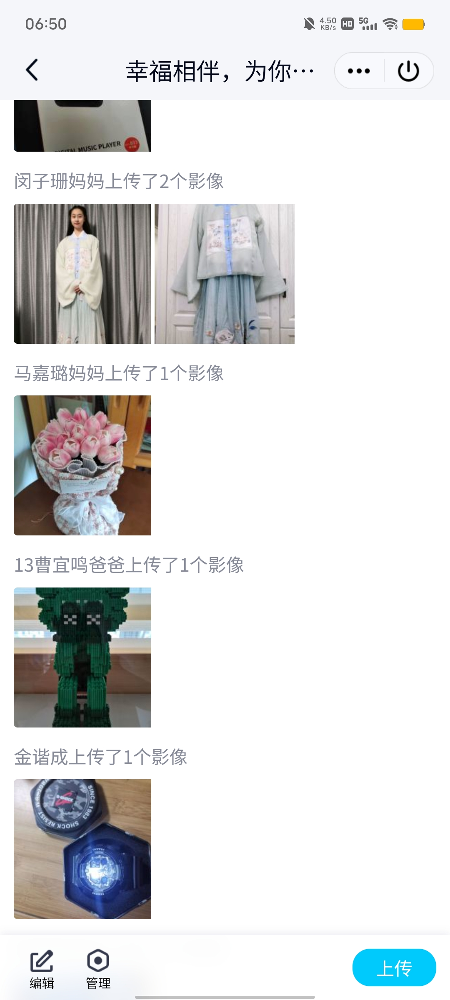 06:50
4.50
KB/s
HD
5G
幸福相伴，为你…
DIGITAL MUSIC PLAYER
闵子珊妈妈上传了2个影像
马嘉璐妈妈上传了1个影像
13曹宜鸣爸爸上传了1个影像
金谐成上传了1个影像
G-SHOCK
SHOCK RESIST
SINCE 1983
编辑
管理
上传